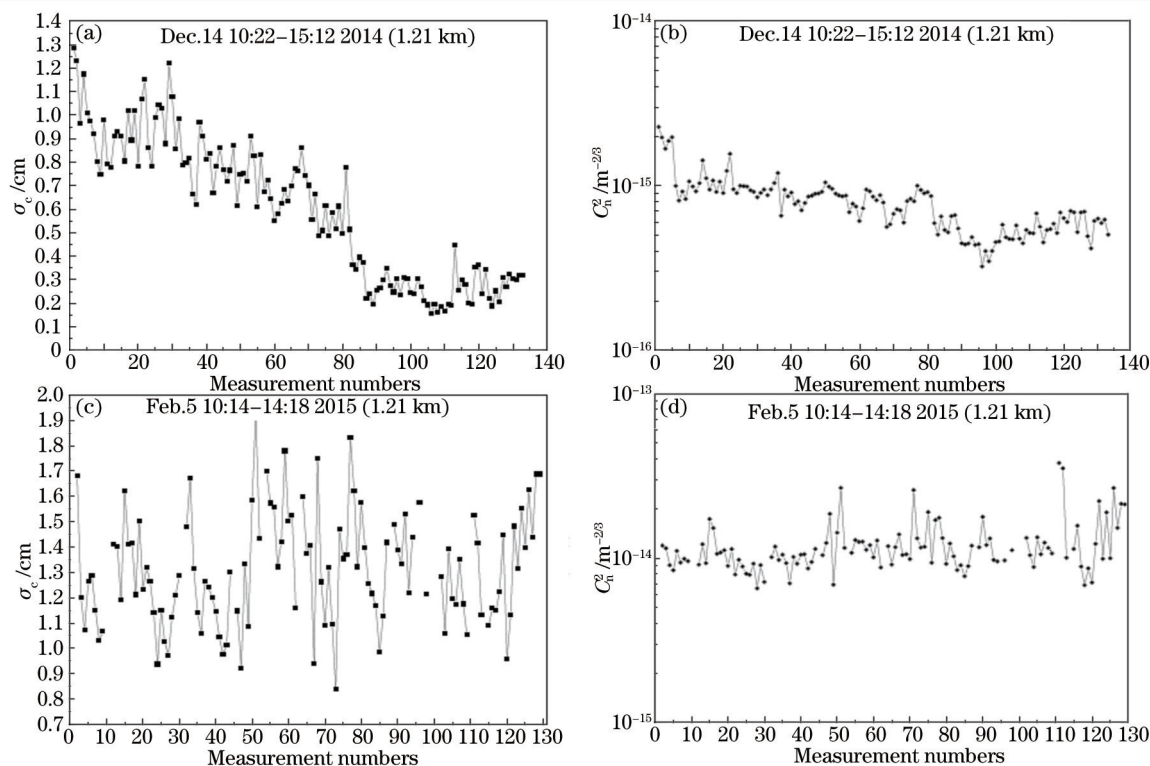 (a) Dec.14 10:22–15:12 2014 (1.21 km)
1.4
1.3
1.2
1.1
1.0
0.9
0.8
0.7
0.6
0.5
0.4
0.3
0.2
0.1
0
σc /cm
0 20 40 60 80 100 120 140
Measurement numbers
(b) Dec.14 10:22–15:12 2014 (1.21 km)
10−14
10−15
10−16
C2n /m−2/3
0 20 40 60 80 100 120 140
Measurement numbers
(c) Feb.5 10:14–14:18 2015 (1.21 km)
2.0
1.9
1.8
1.7
1.6
1.5
1.4
1.3
1.2
1.1
1.0
0.9
0.8
0.7
σc /cm
0 10 20 30 40 50 60 70 80 90 100 110 120 130
Measurement numbers
(d) Feb.5 10:14–14:18 2015 (1.21 km)
10−13
10−14
10−15
C2n /m−2/3
0 10 20 30 40 50 60 70 80 90 100 110 120 130
Measurement numbers